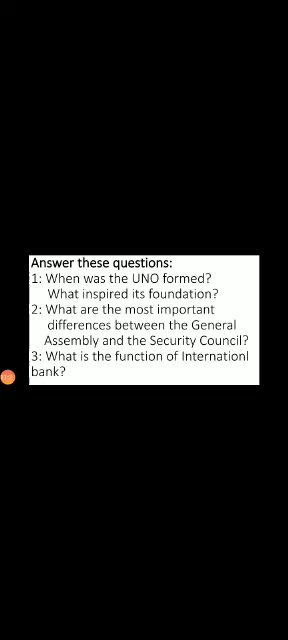 Answer these questions:
1: When was the UNO formed?
What inspired its foundation?
2: What are the most important
differences between the General
Assembly and the Security Council?
3: What is the function of Internationl
bank?